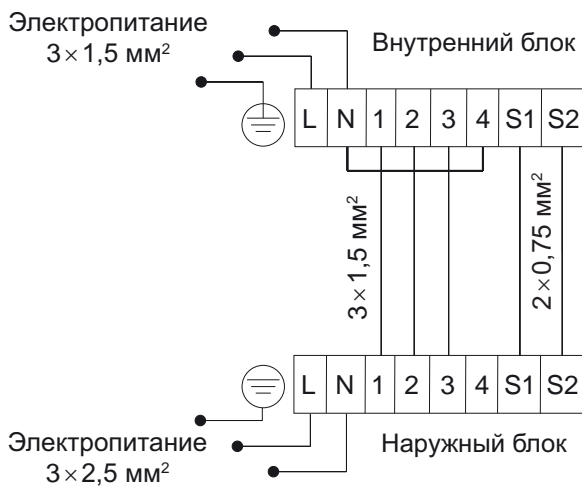 Электропитание
3×1,5 мм²
Внутренний блок
L N 1 2 3 4 S1 S2
3×1,5 мм²
2×0,75 мм²
L N 1 2 3 4 S1 S2
Электропитание
3×2,5 мм²
Наружный блок